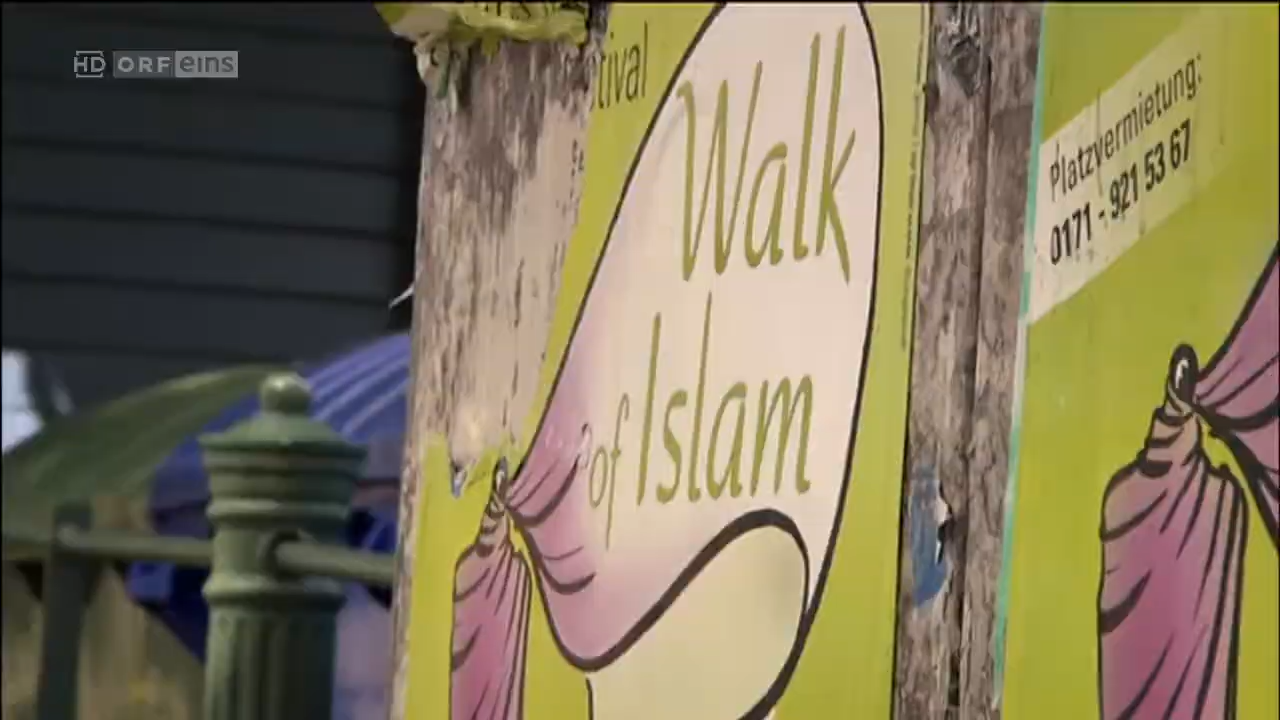 HD ORF eins
tival
Walk
of Islam
Platzvermietung:
0171 - 921 53 67